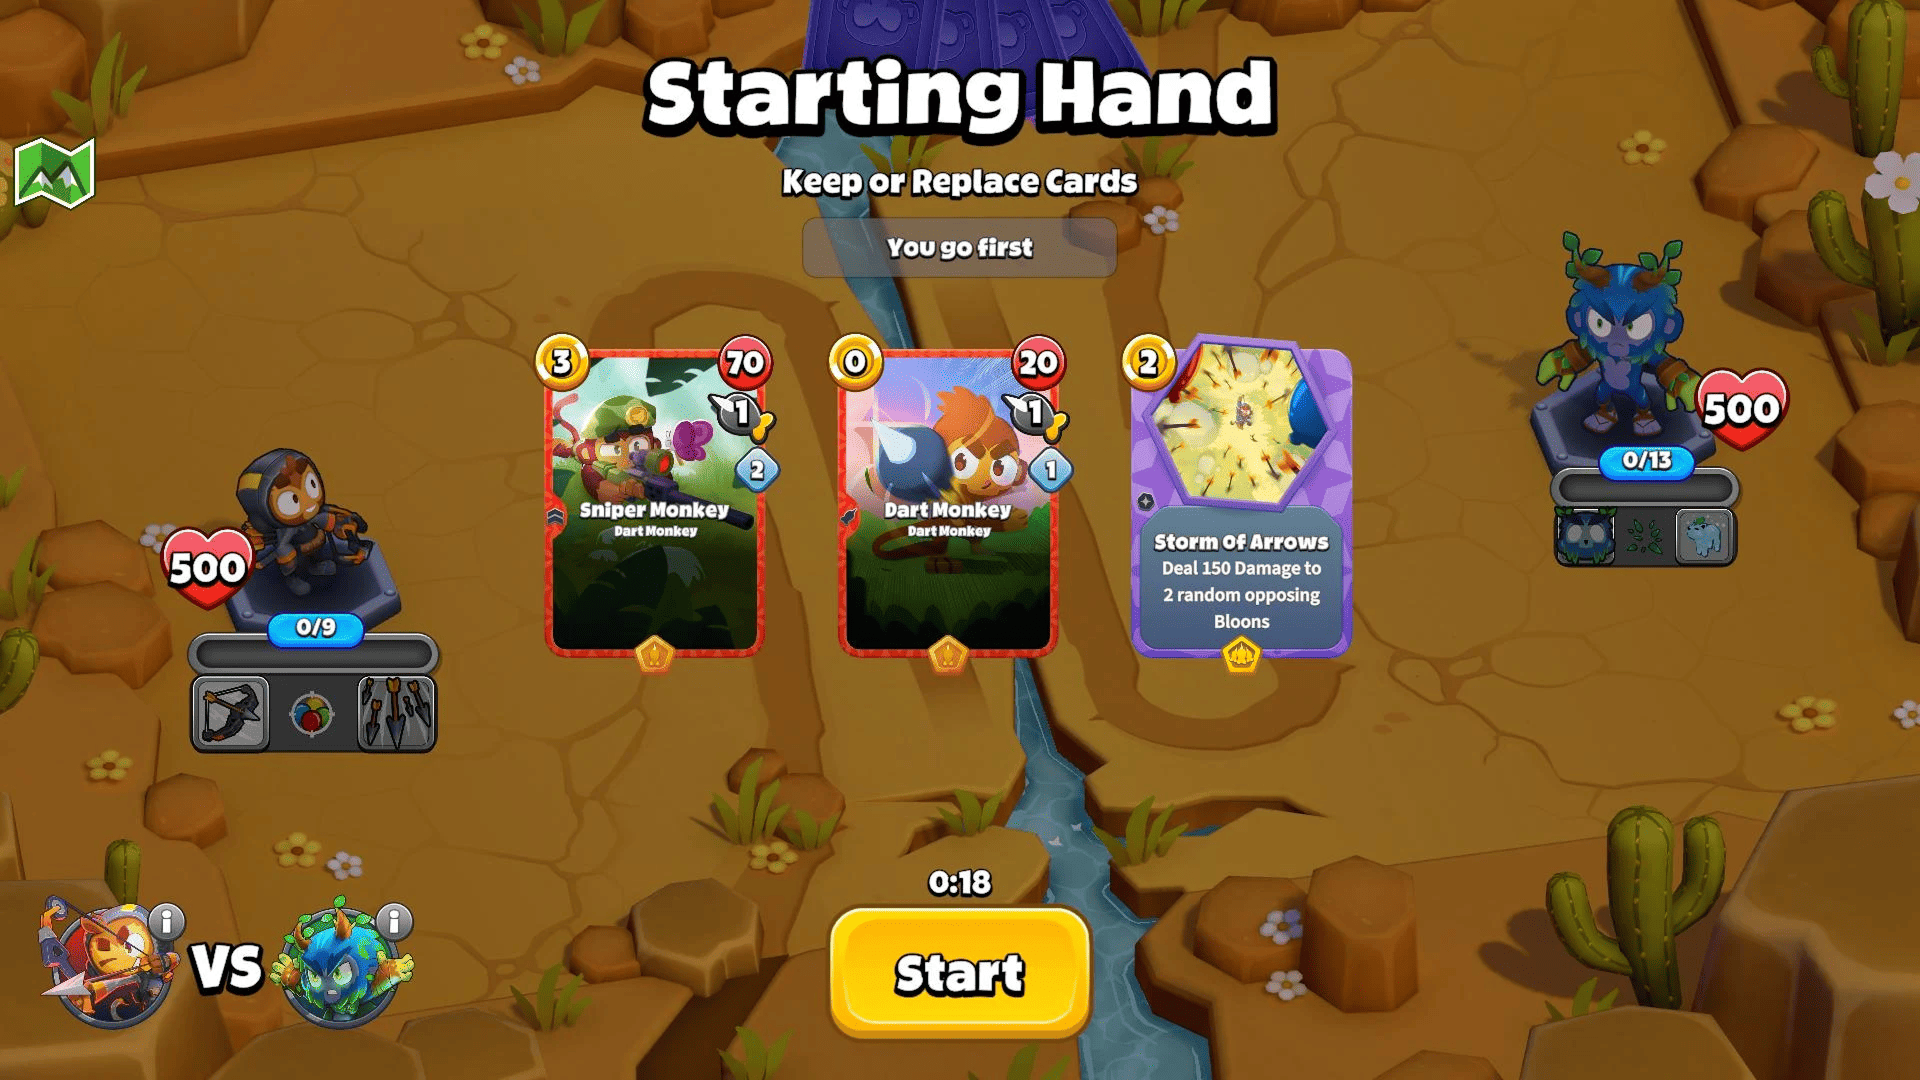 Starting Hand
Keep or Replace Cards
You go first
3
70
1
2
Sniper Monkey
Dart Monkey
0
20
1
1
Dart Monkey
Dart Monkey
2
Storm Of Arrows
Deal 150 Damage to
2 random opposing
Bloons
500
0/9
500
0/13
i
VS
i
0:18
Start